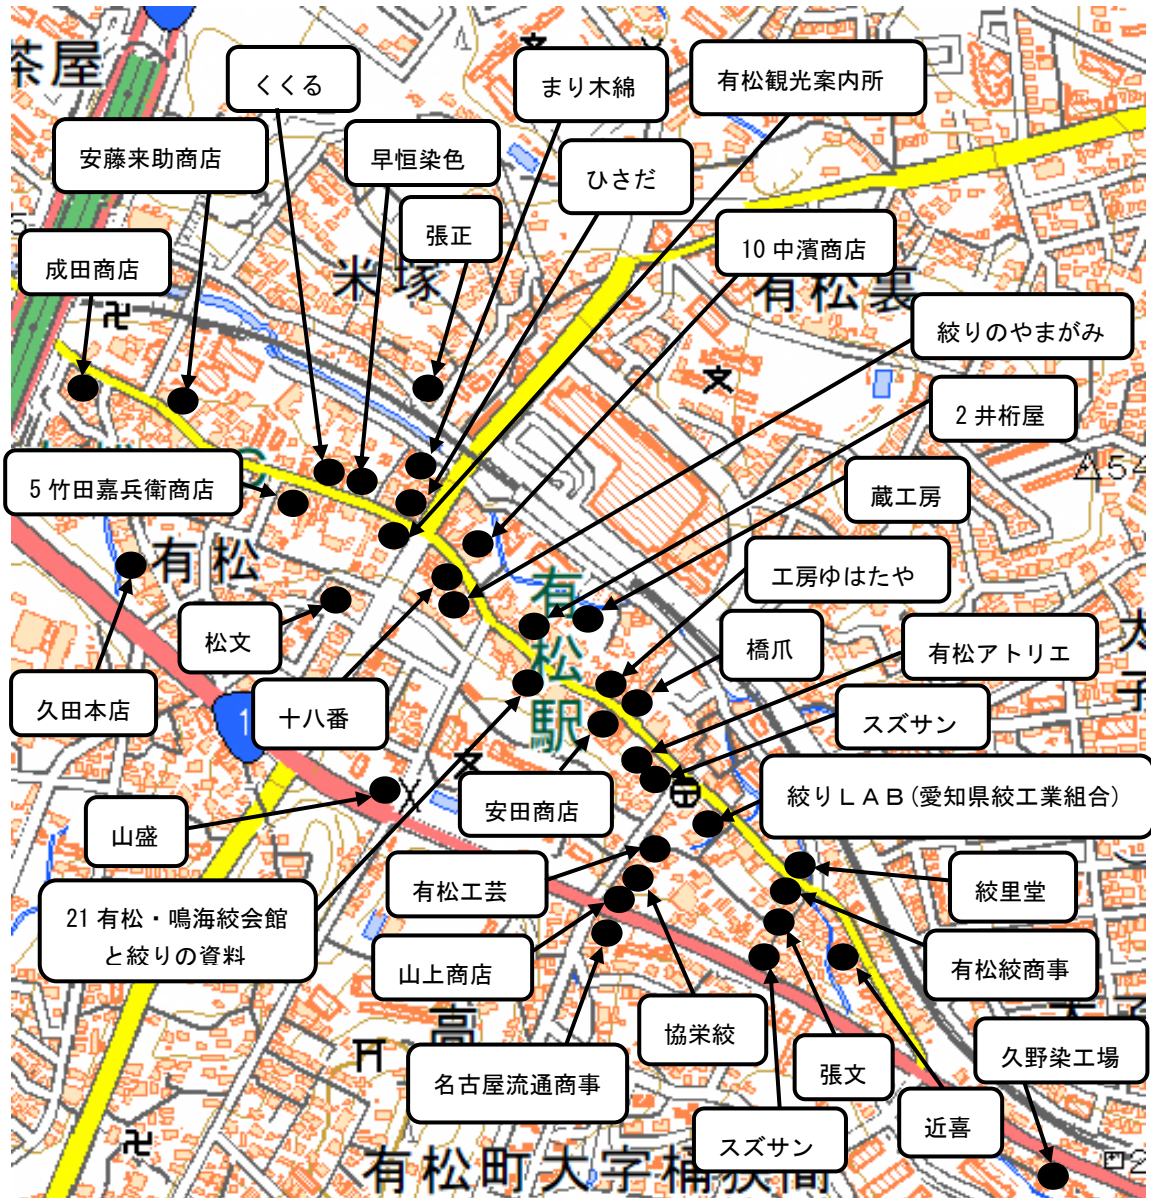 茶屋
くくる
まり木綿
有松観光案内所
安藤来助商店
早恒染色
ひさだ
張正
10 中濱商店
成田商店
米塚
有松裏
絞りのやまがみ
2 井桁屋
5 竹田嘉兵衛商店
蔵工房
有松
有松駅
工房ゆはたや
松文
橋爪
有松アトリエ
久田本店
十八番
スズサン
1
安田商店
絞りＬＡＢ(愛知県絞工業組合)
山盛
有松工芸
絞里堂
21 有松・鳴海絞会館
と絞りの資料
山上商店
有松絞商事
高
協栄絞
久野染工場
名古屋流通商事
張文
近喜
スズサン
有松町大字桶狭間